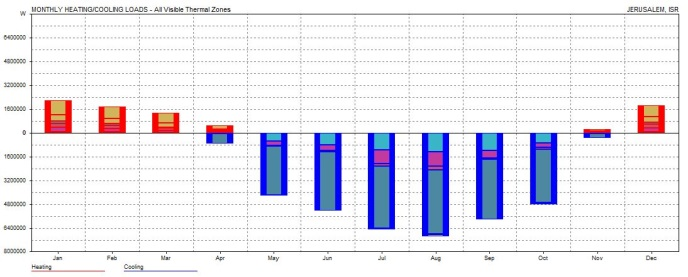 MONTHLY HEATING/COOLING LOADS - All Visible Thermal Zones JERUSALEM, ISR
W
6400000
4800000
3200000
1600000
0
1600000
3200000
4800000
6400000
8000000
Jan Feb Mar Apr May Jun Jul Aug Sep Oct Nov Dec
Heating Cooling